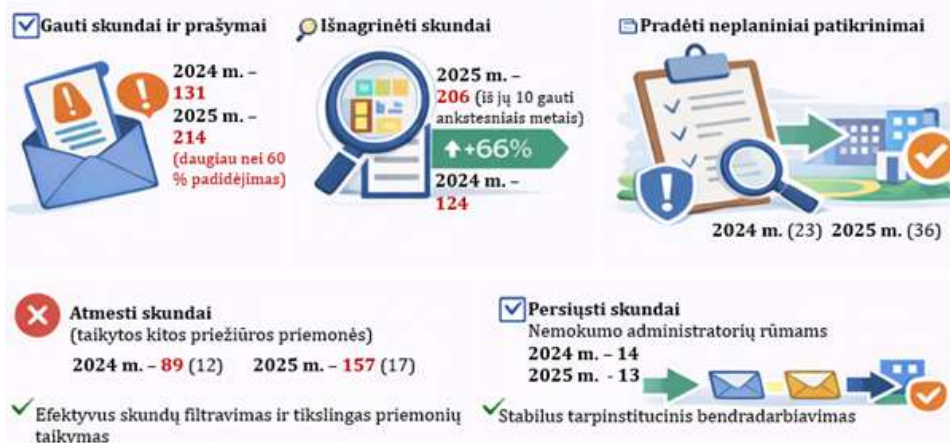 Gauti skundai ir prašymai
2024 m. –
131
2025 m. –
214
(daugiau nei 60
% padidėjimas)
Išnagrinėti skundai
2025 m. –
206 (iš jų 10 gauti
ankstesniais metais)
+66%
2024 m. –
124
Pradėti neplaniniai patikrinimai
2024 m. (23) 2025 m. (36)
Atmesti skundai
(taikytos kitos priežiūros priemonės)
2024 m. – 89 (12) 2025 m. – 157 (17)
Efektyvus skundų filtravimas ir tikslingas priemonių
taikymas
Persiųsti skundai
Nemokumo administratorių rūmams
2024 m. – 14
2025 m. - 13
Stabilus tarpinstitucinis bendradarbiavimas